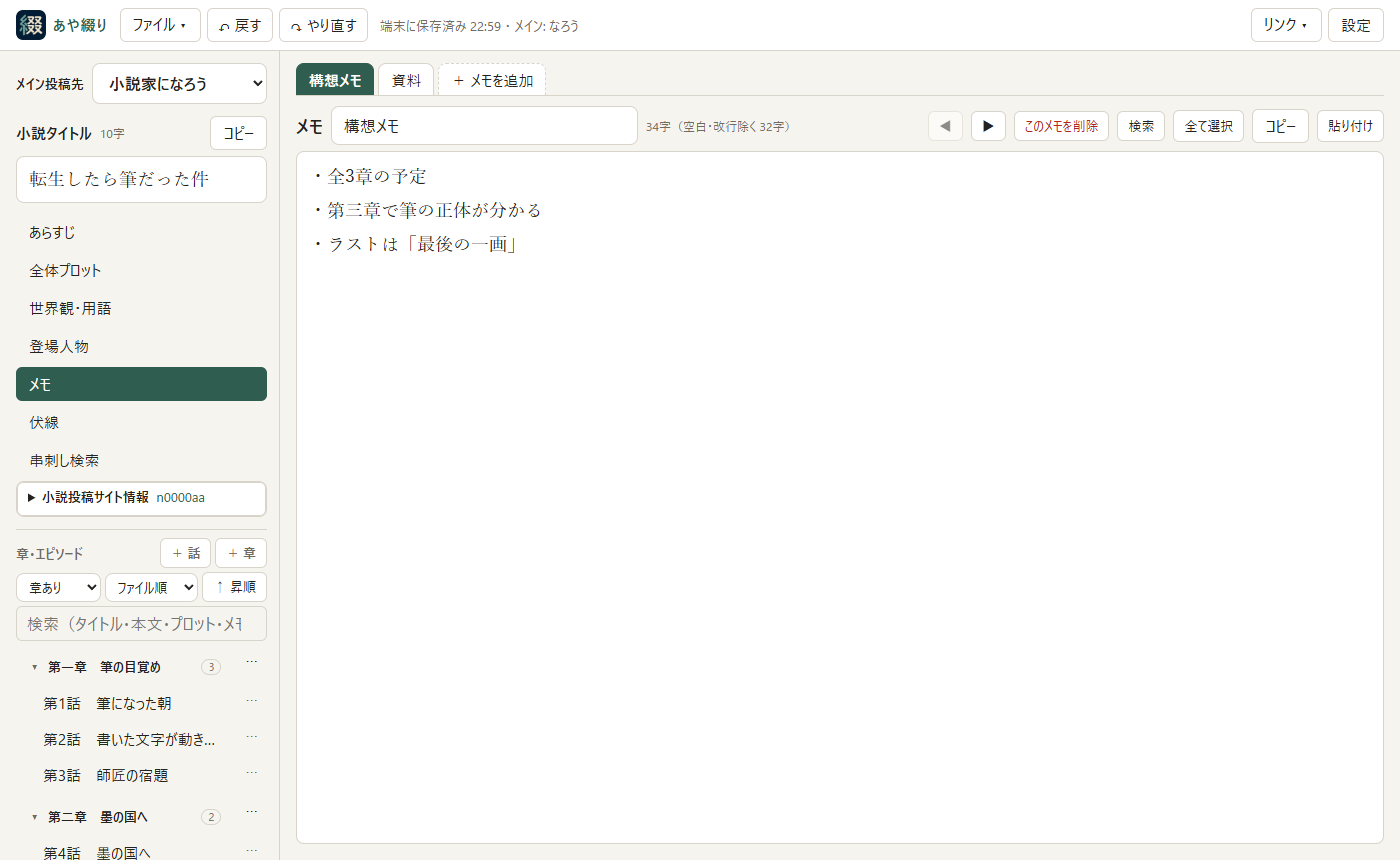 綴 あや綴り ファイル ▾ ↶ 戻す ↷ やり直す 端末に保存済み 22:59・メイン: なろう リンク ▾ 設定
メイン投稿先 小説家になろう
小説タイトル 10字 コピー
転生したら筆だった件
あらすじ
全体プロット
世界観・用語
登場人物
メモ
伏線
串刺し検索
▶ 小説投稿サイト情報 n0000aa
章・エピソード ＋ 話 ＋ 章
章あり ファイル順 ↑ 昇順
検索（タイトル・本文・プロット・メモ
▾ 第一章 筆の目覚め 3 …
第1話 筆になった朝 …
第2話 書いた文字が動き… …
第3話 師匠の宿題 …
▾ 第二章 墨の国へ 2 …
第4話 墨の国へ …
構想メモ 資料 ＋ メモを追加
メモ 構想メモ 34字（空白・改行除く 32字） ◀ ▶ このメモを削除 検索 全て選択 コピー 貼り付け
・全3章の予定
・第三章で筆の正体が分かる
・ラストは「最後の一画」